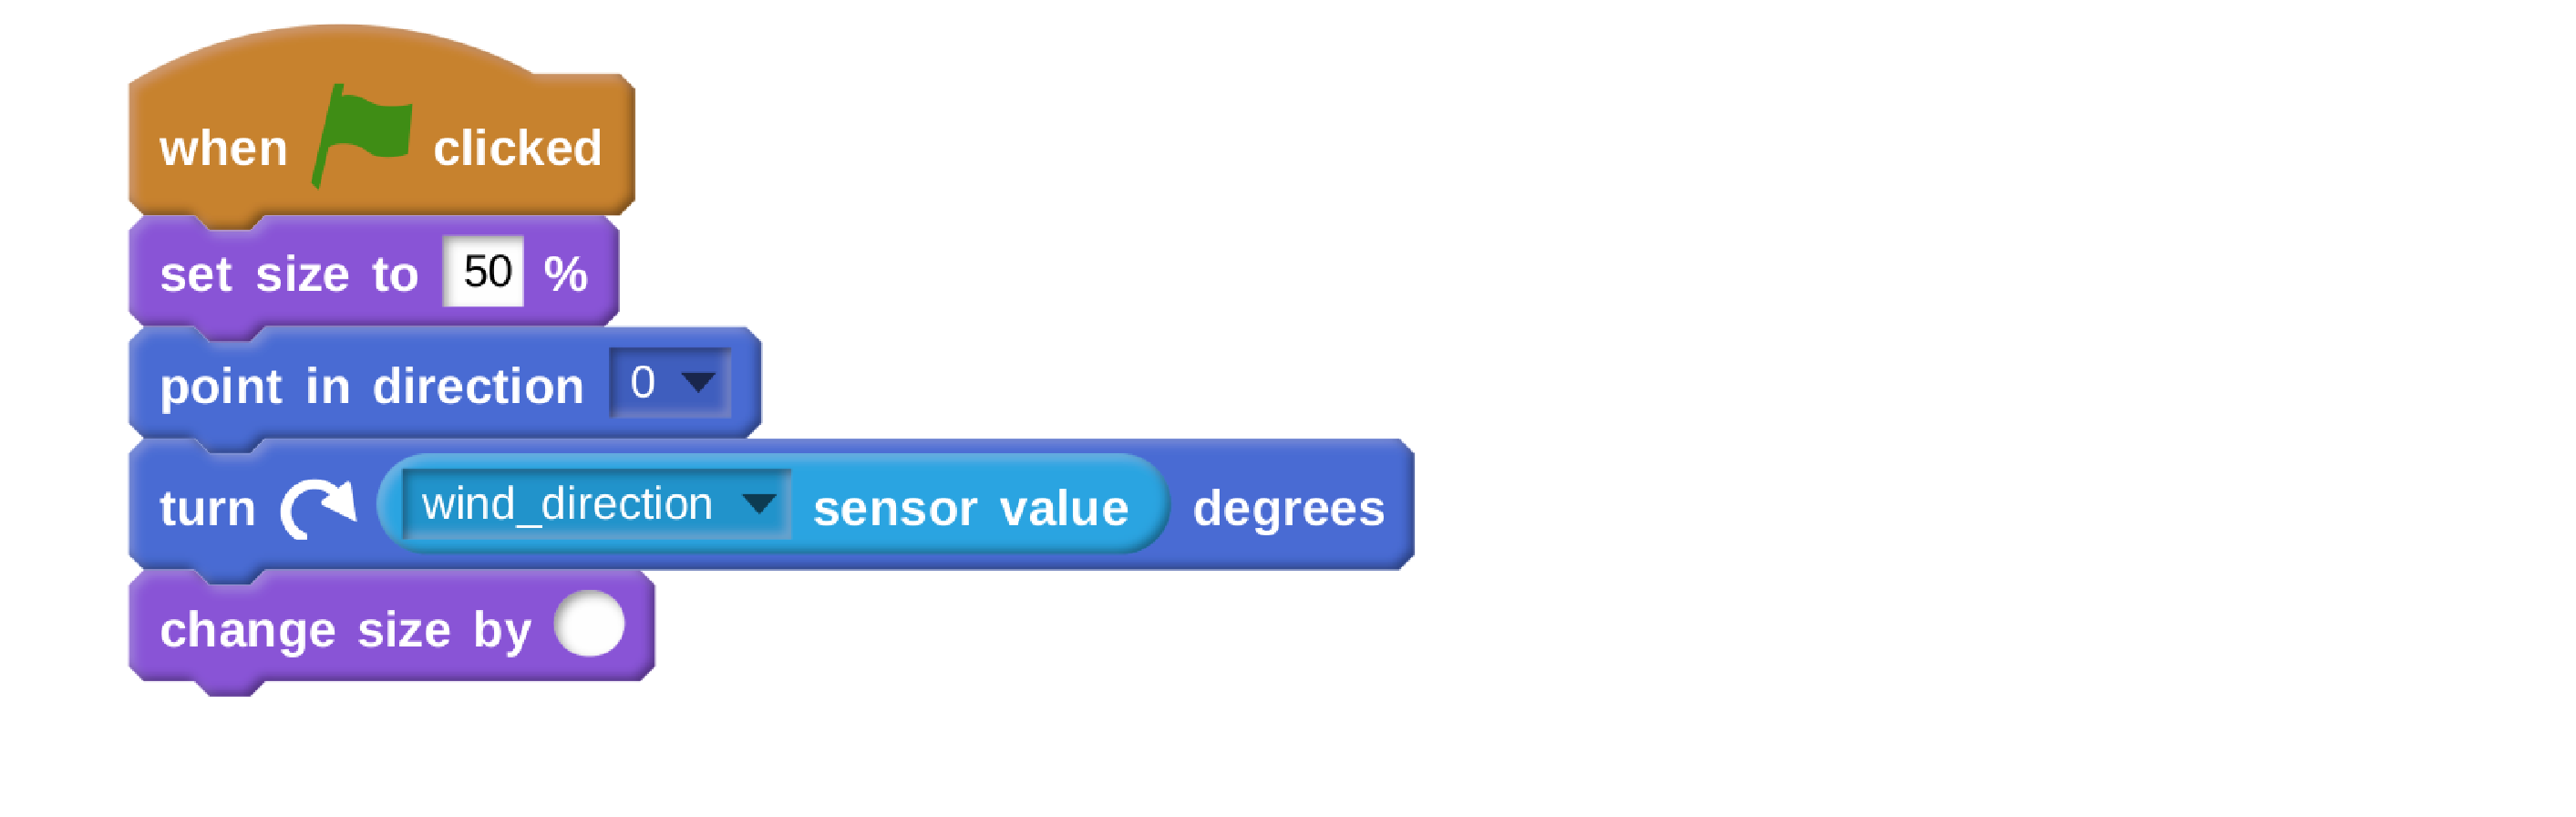 when clicked
set size to 50 %
point in direction 0
turn wind_direction sensor value degrees
change size by